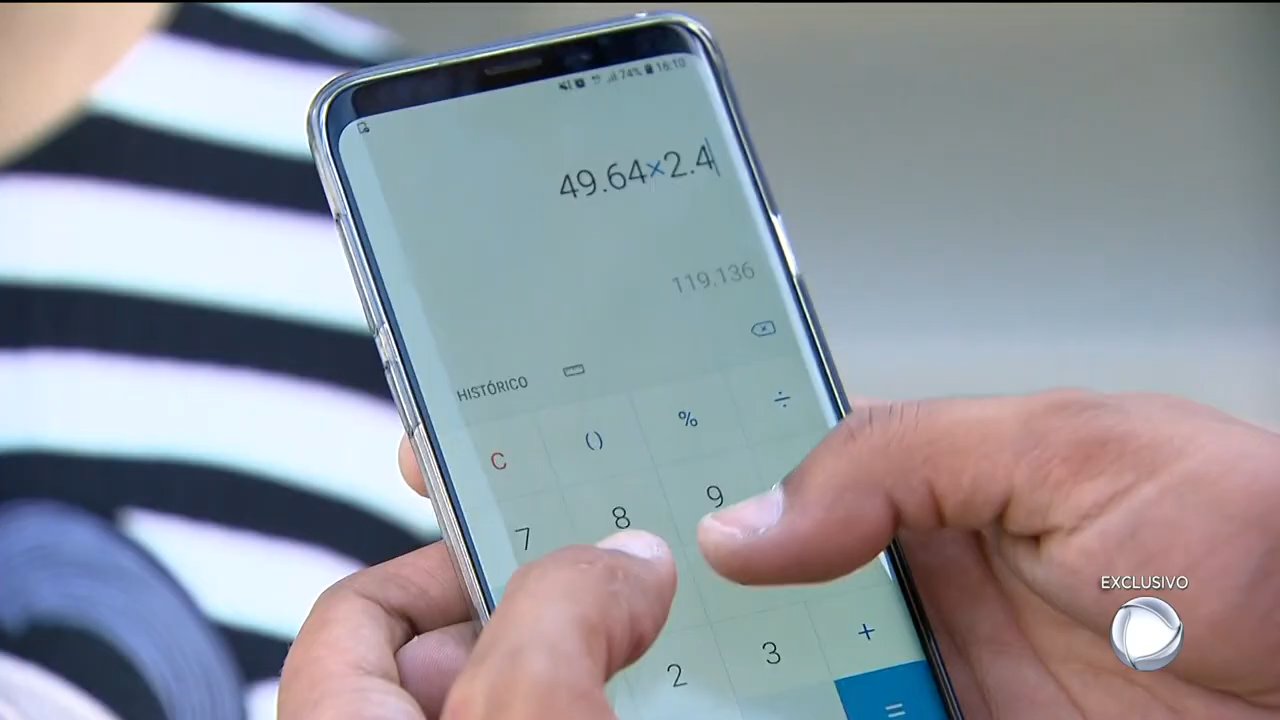 74% 16:10
49.64×2.4
119.136
HISTÓRICO
C () % ÷
7 8 9
2 3 +
=
EXCLUSIVO